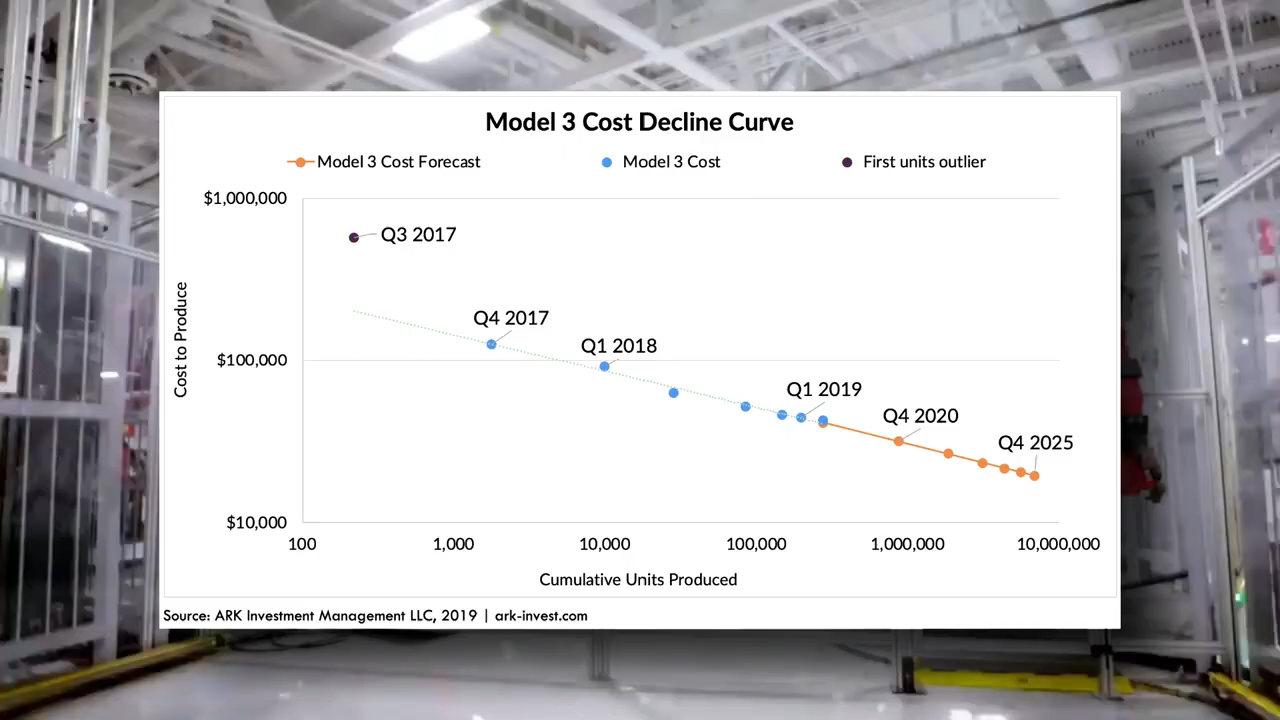 Model 3 Cost Decline Curve
Model 3 Cost Forecast
Model 3 Cost
First units outlier
$1,000,000
Q3 2017
Q4 2017
Q1 2018
$100,000
Q1 2019
Q4 2020
Q4 2025
$10,000
Cost to Produce
100
1,000
10,000
100,000
1,000,000
10,000,000
Cumulative Units Produced
Source: ARK Investment Management LLC, 2019 | ark-invest.com